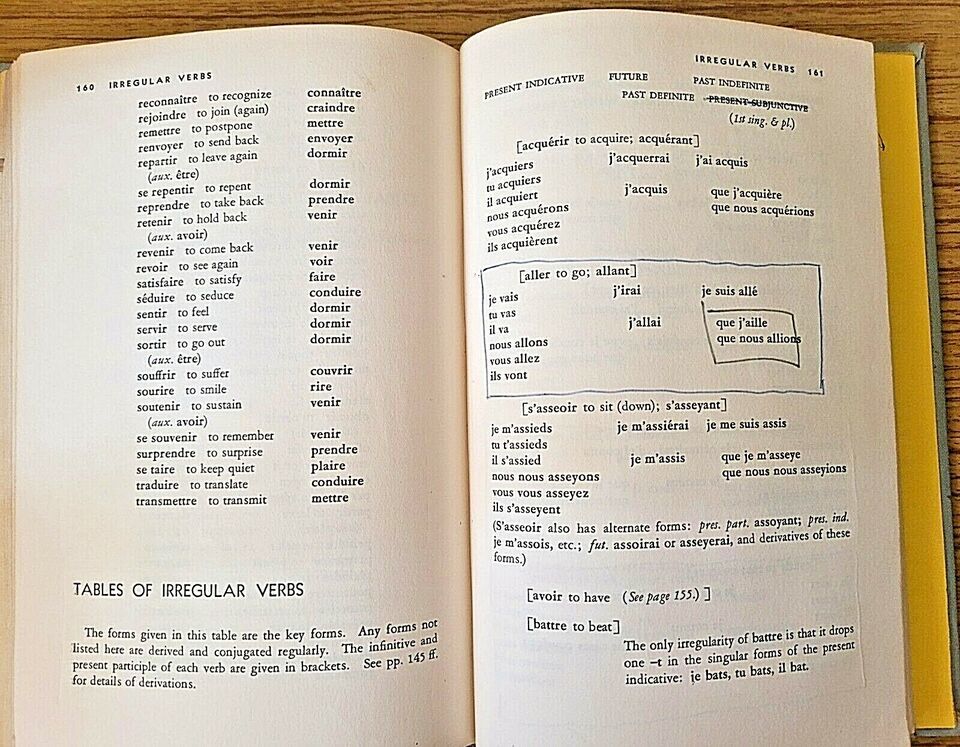 160 IRREGULAR VERBS
reconnaître to recognize connaître
rejoindre to join (again) craindre
remettre to postpone mettre
renvoyer to send back envoyer
repartir to leave again dormir
(aux. être)
se repentir to repent dormir
reprendre to take back prendre
retenir to hold back venir
(aux. avoir)
revenir to come back venir
revoir to see again voir
satisfaire to satisfy faire
séduire to seduce conduire
sentir to feel dormir
servir to serve dormir
sortir to go out dormir
(aux. être)
souffrir to suffer couvrir
sourire to smile rire
soutenir to sustain venir
(aux. avoir)
se souvenir to remember venir
surprendre to surprise prendre
se taire to keep quiet plaire
traduire to translate conduire
transmettre to transmit mettre
TABLES OF IRREGULAR VERBS
The forms given in this table are the key forms. Any forms not
listed here are derived and conjugated regularly. The infinitive and
present participle of each verb are given in brackets. See pp. 145 ff.
for details of derivations.
IRREGULAR VERBS 161
PRESENT INDICATIVE FUTURE PAST INDEFINITE
PAST DEFINITE PRESENT SUBJUNCTIVE
(1st sing. & pl.)
[acquérir to acquire; acquérant]
j'acquiers j'acquerrai j'ai acquis
tu acquiers
il acquiert j'acquis que j'acquière
nous acquérons que nous acquérions
vous acquérez
ils acquièrent
[aller to go; allant]
je vais j'irai je suis allé
tu vas
il va j'allai que j'aille
nous allons que nous allions
vous allez
ils vont
[s'asseoir to sit (down); s'asseyant]
je m'assieds je m'assiérai je me suis assis
tu t'assieds
il s'assied je m'assis que je m'asseye
nous nous asseyons que nous nous asseyions
vous vous asseyez
ils s'asseyent
(S'asseoir also has alternate forms: pres. part. assoyant; pres. ind.
je m'assois, etc.; fut. assoirai or asseyerai, and derivatives of these
forms.)
[avoir to have (See page 155.) ]
[battre to beat]
The only irregularity of battre is that it drops
one –t in the singular forms of the present
indicative: je bats, tu bats, il bat.